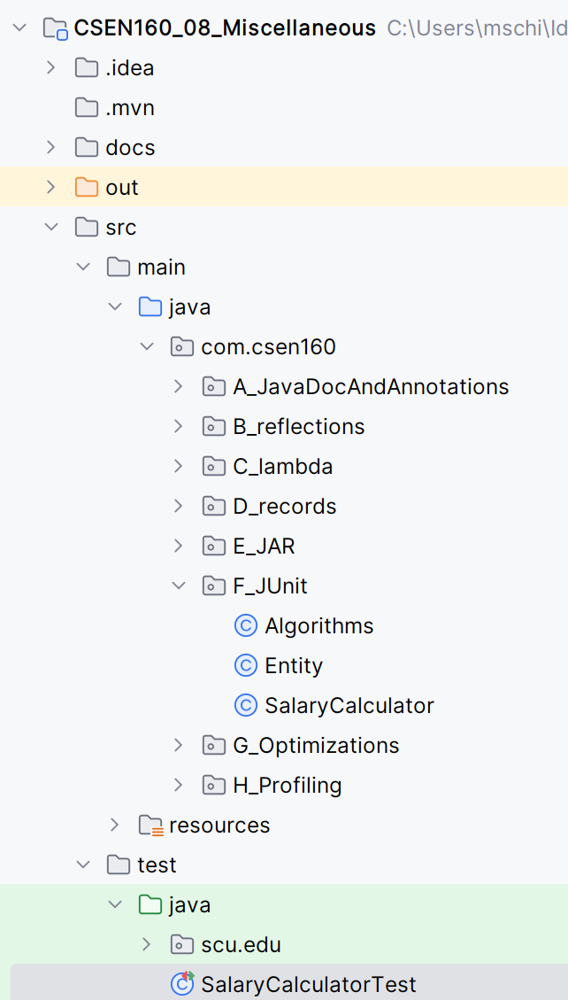 CSEN160_08_Miscellaneous C:\Users\mschi\Id
.idea
.mvn
docs
out
src
main
java
com.csen160
A_JavaDocAndAnnotations
B_reflections
C_lambda
D_records
E_JAR
F_JUnit
C Algorithms
C Entity
C SalaryCalculator
G_Optimizations
H_Profiling
resources
test
java
scu.edu
C SalaryCalculatorTest